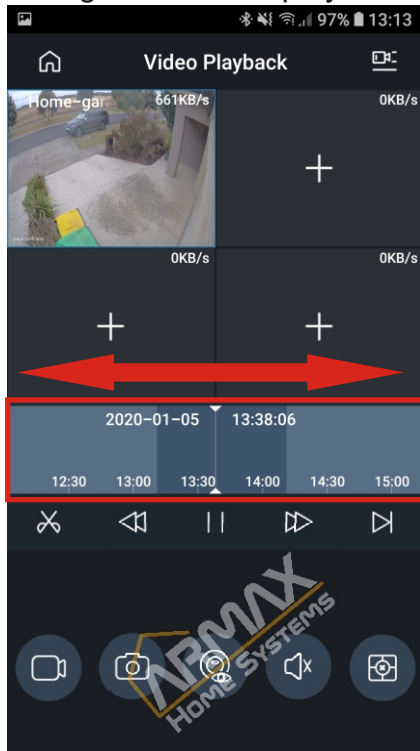 97% 13:13
Video Playback
Home-gar 661KB/s 0KB/s
0KB/s 0KB/s
2020-01-05 13:38:06
12:30 13:00 13:30 14:00 14:30 15:00
ARMAX
HOME SYSTEMS